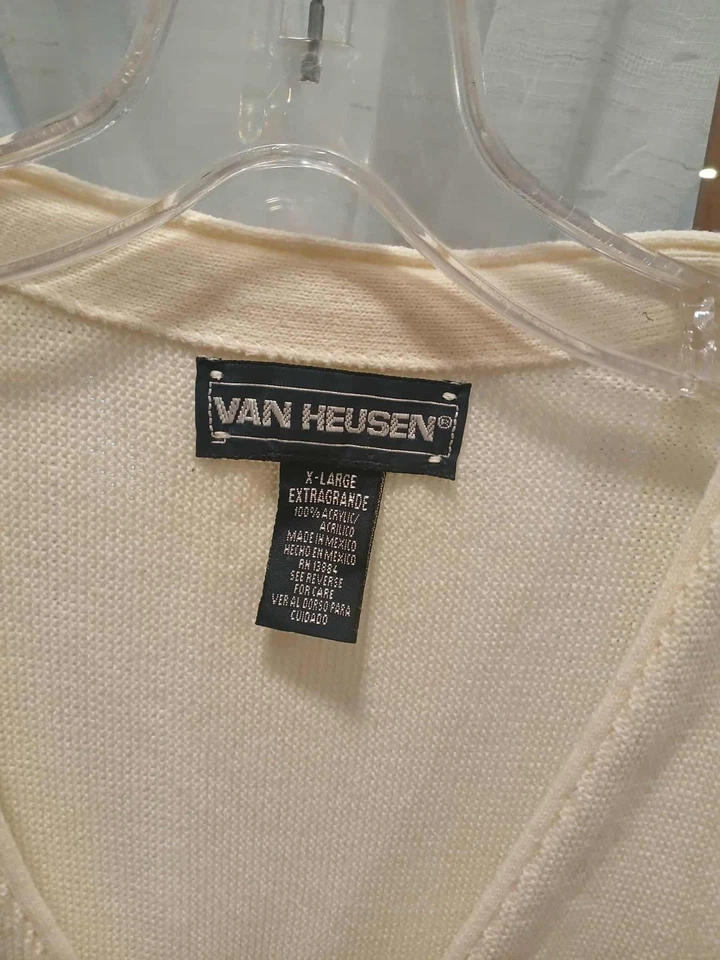 VAN HEUSEN®
X-LARGE
EXTRAGRANDE
100% ACRYLIC/
ACRILICO
MADE IN MEXICO
HECHO EN MEXICO
RN 13884
SEE REVERSE
FOR CARE
VER AL DORSO PARA
CUIDADO